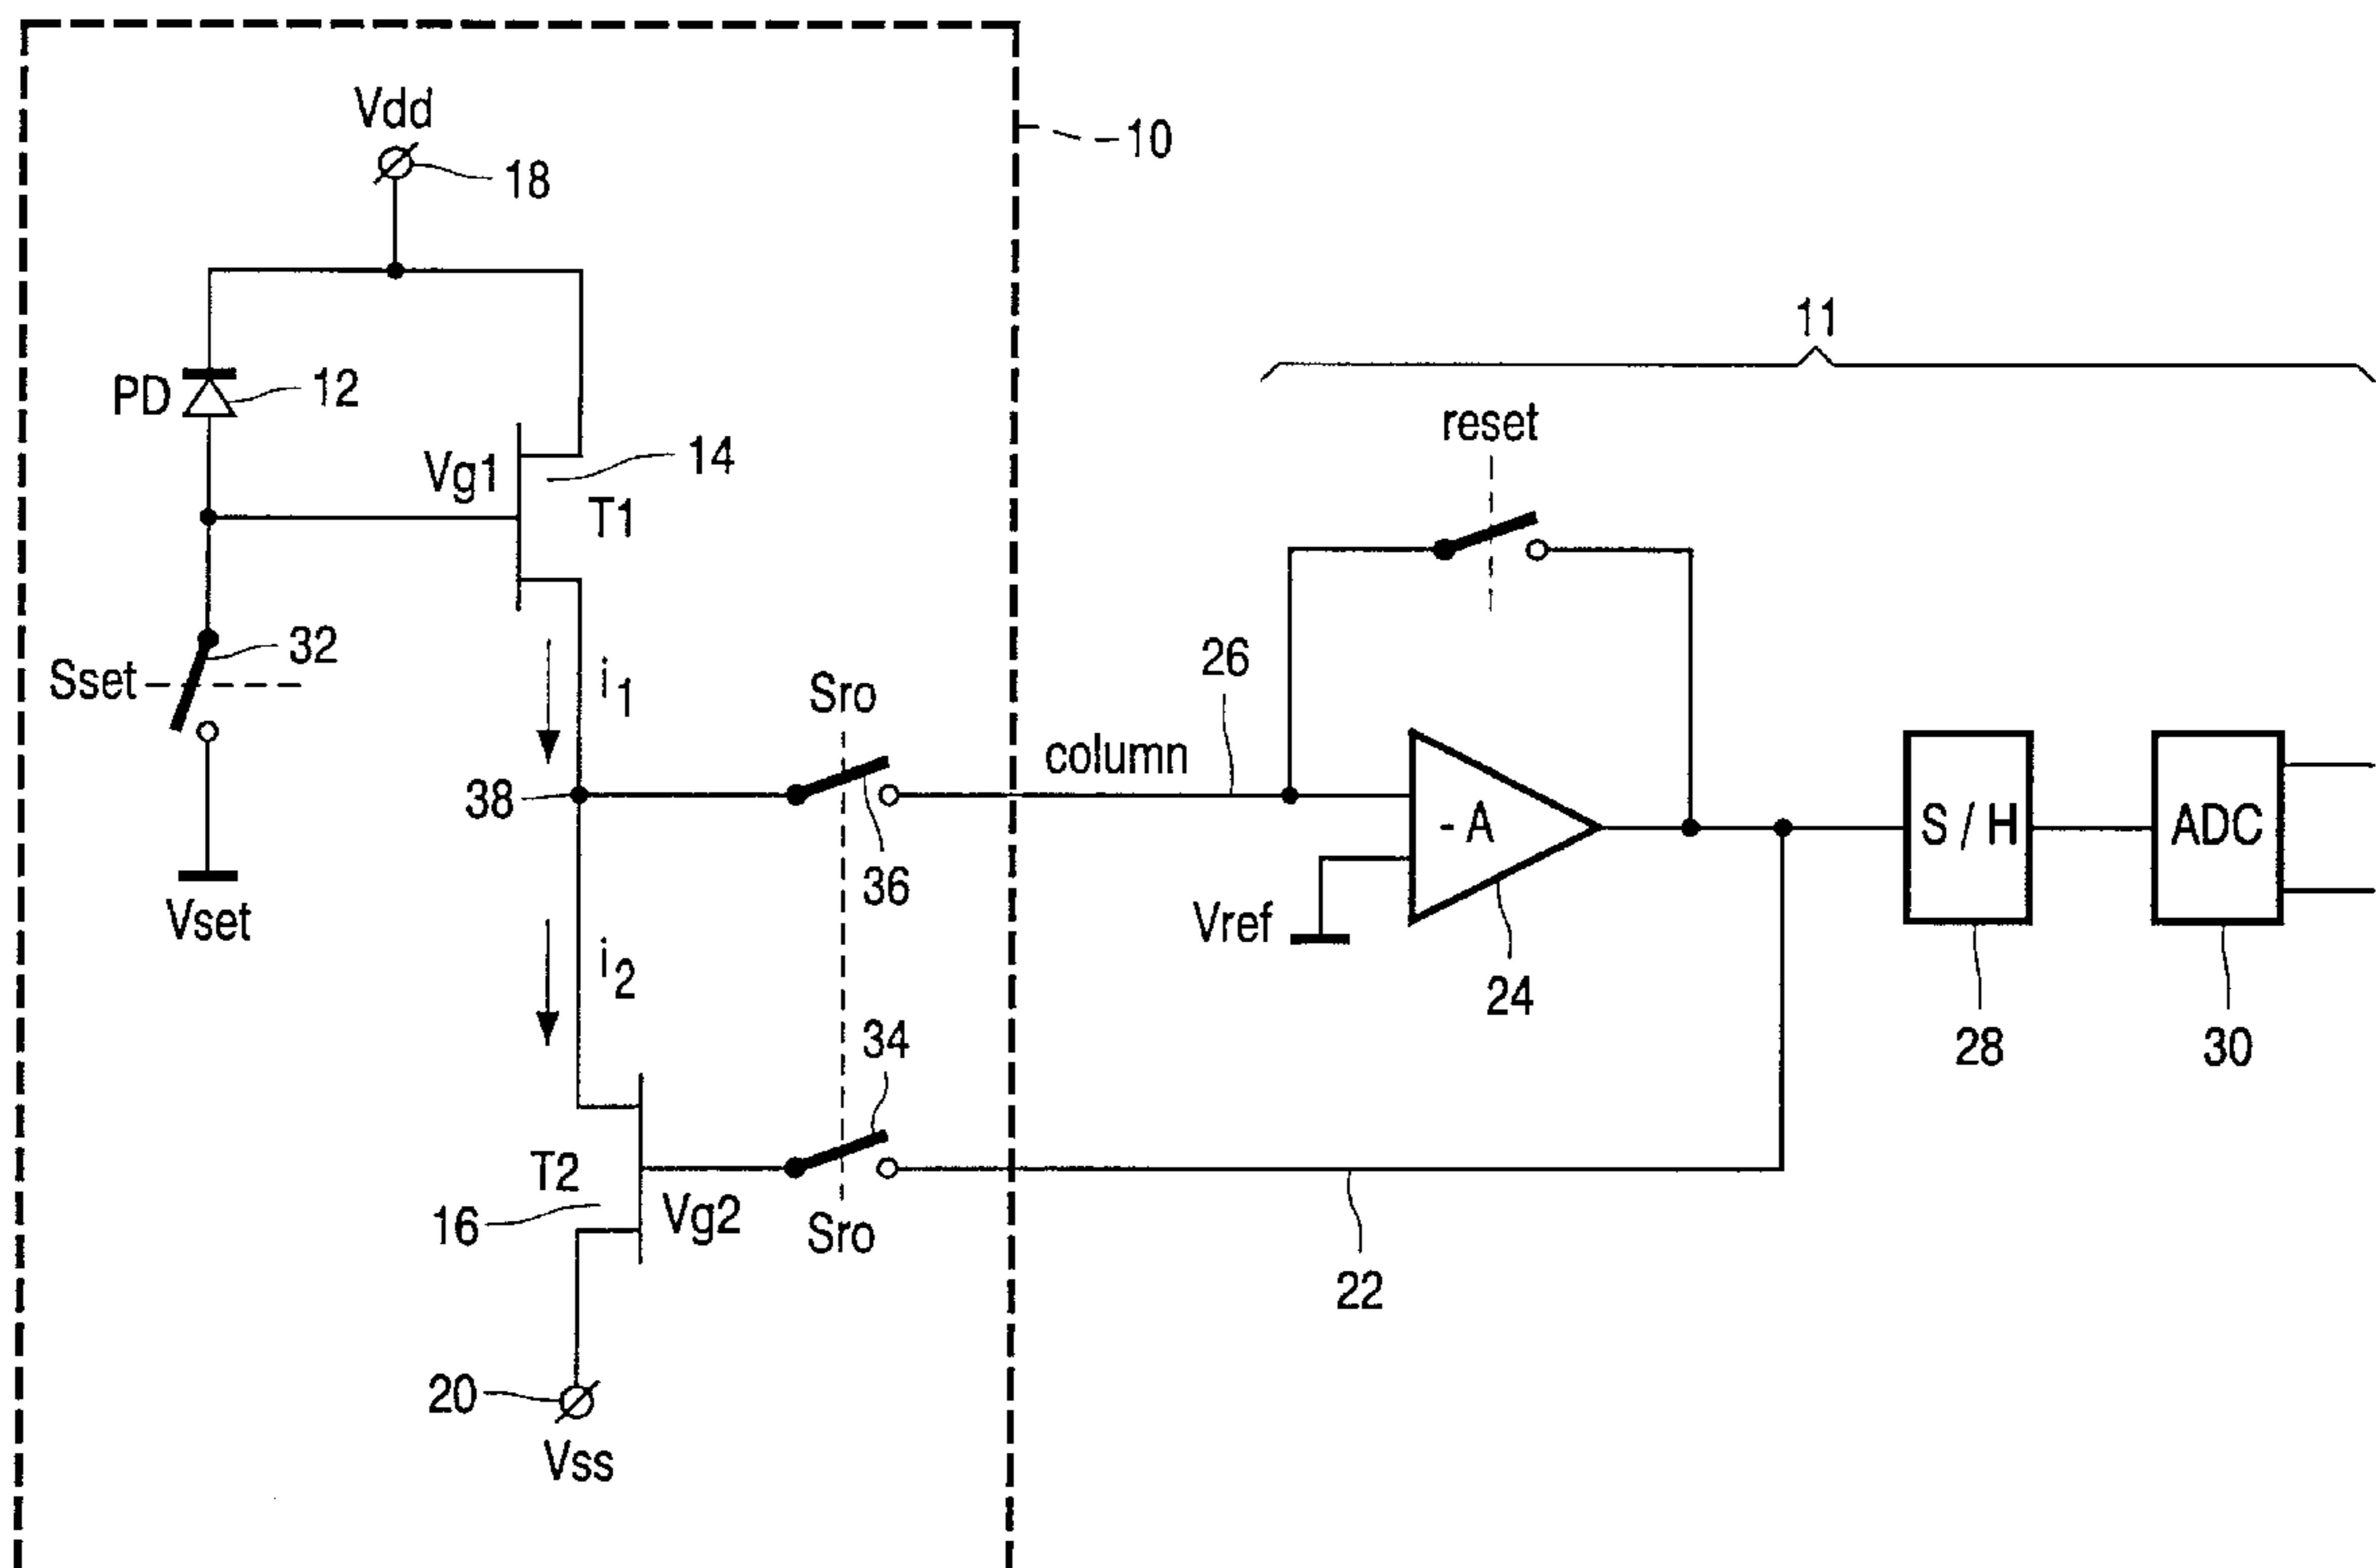 Vdd
18
10
11
PD
12
Vg1
14
T1
reset
Sset
32
i1
Sro
26
column
38
36
Vset
Vref
- A
24
S / H
28
ADC
30
i2
34
T2
16
Vg2
Sro
22
20
Vss